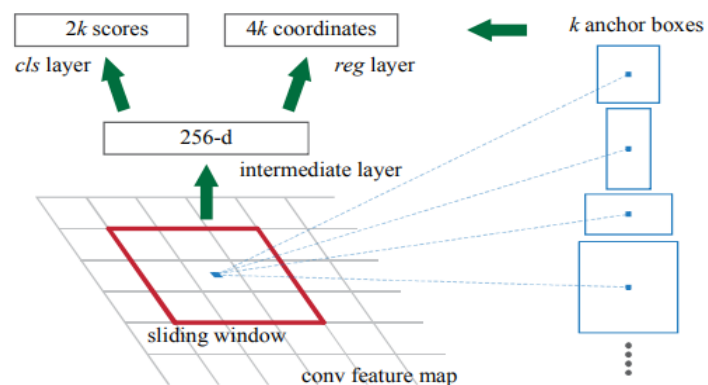 2k scores
4k coordinates
k anchor boxes
cls layer
reg layer
256-d
intermediate layer
sliding window
conv feature map